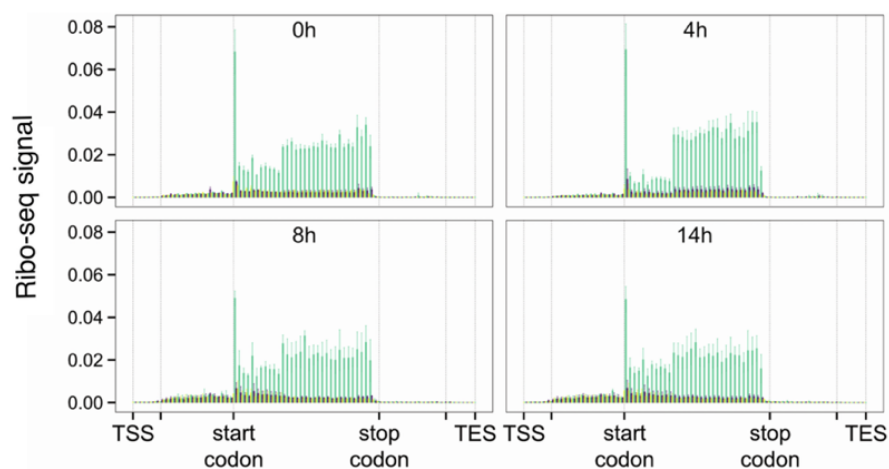 Ribo-seq signal
0h
4h
0.08
0.06
0.04
0.02
0.00
8h
14h
0.08
0.06
0.04
0.02
0.00
TSS start codon stop codon TES TSS start codon stop codon TES